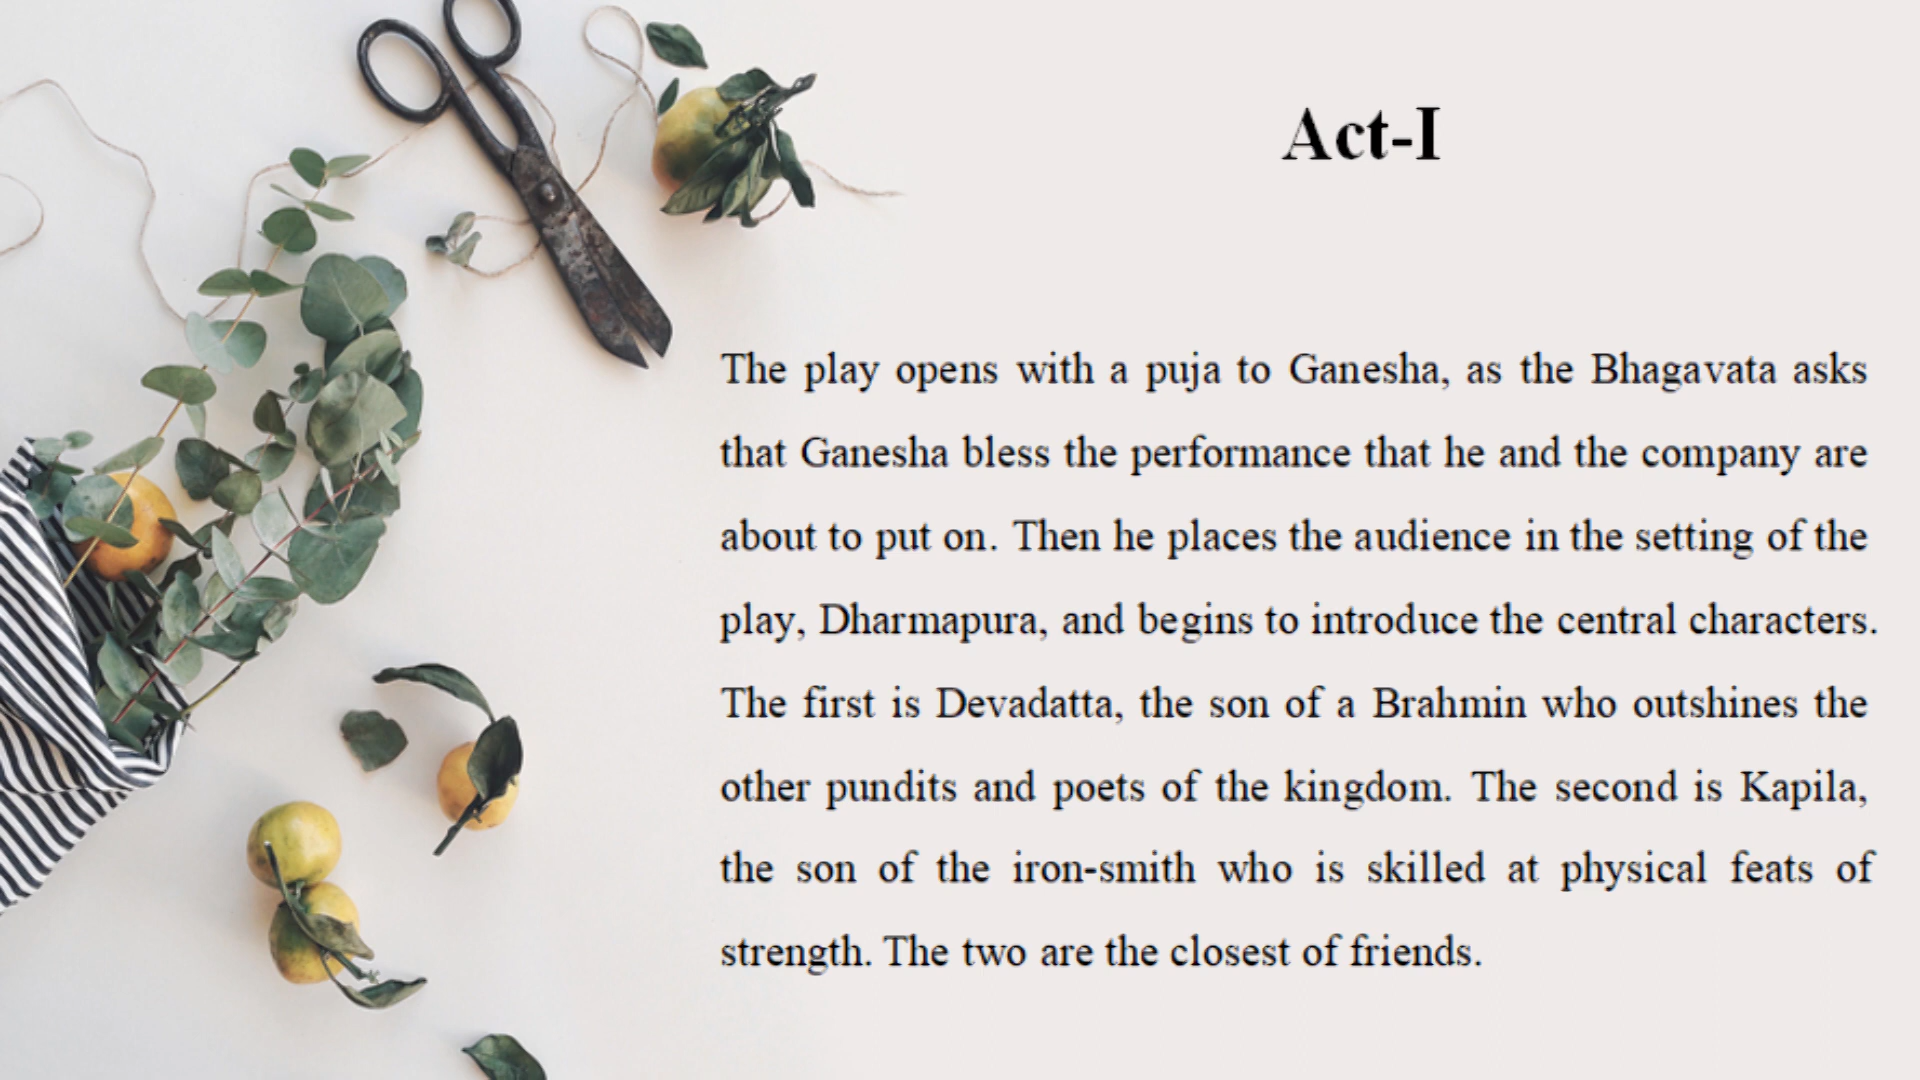 Act-I
The play opens with a puja to Ganesha, as the Bhagavata asks
that Ganesha bless the performance that he and the company are
about to put on. Then he places the audience in the setting of the
play, Dharmapura, and begins to introduce the central characters.
The first is Devadatta, the son of a Brahmin who outshines the
other pundits and poets of the kingdom. The second is Kapila,
the son of the iron-smith who is skilled at physical feats of
strength. The two are the closest of friends.